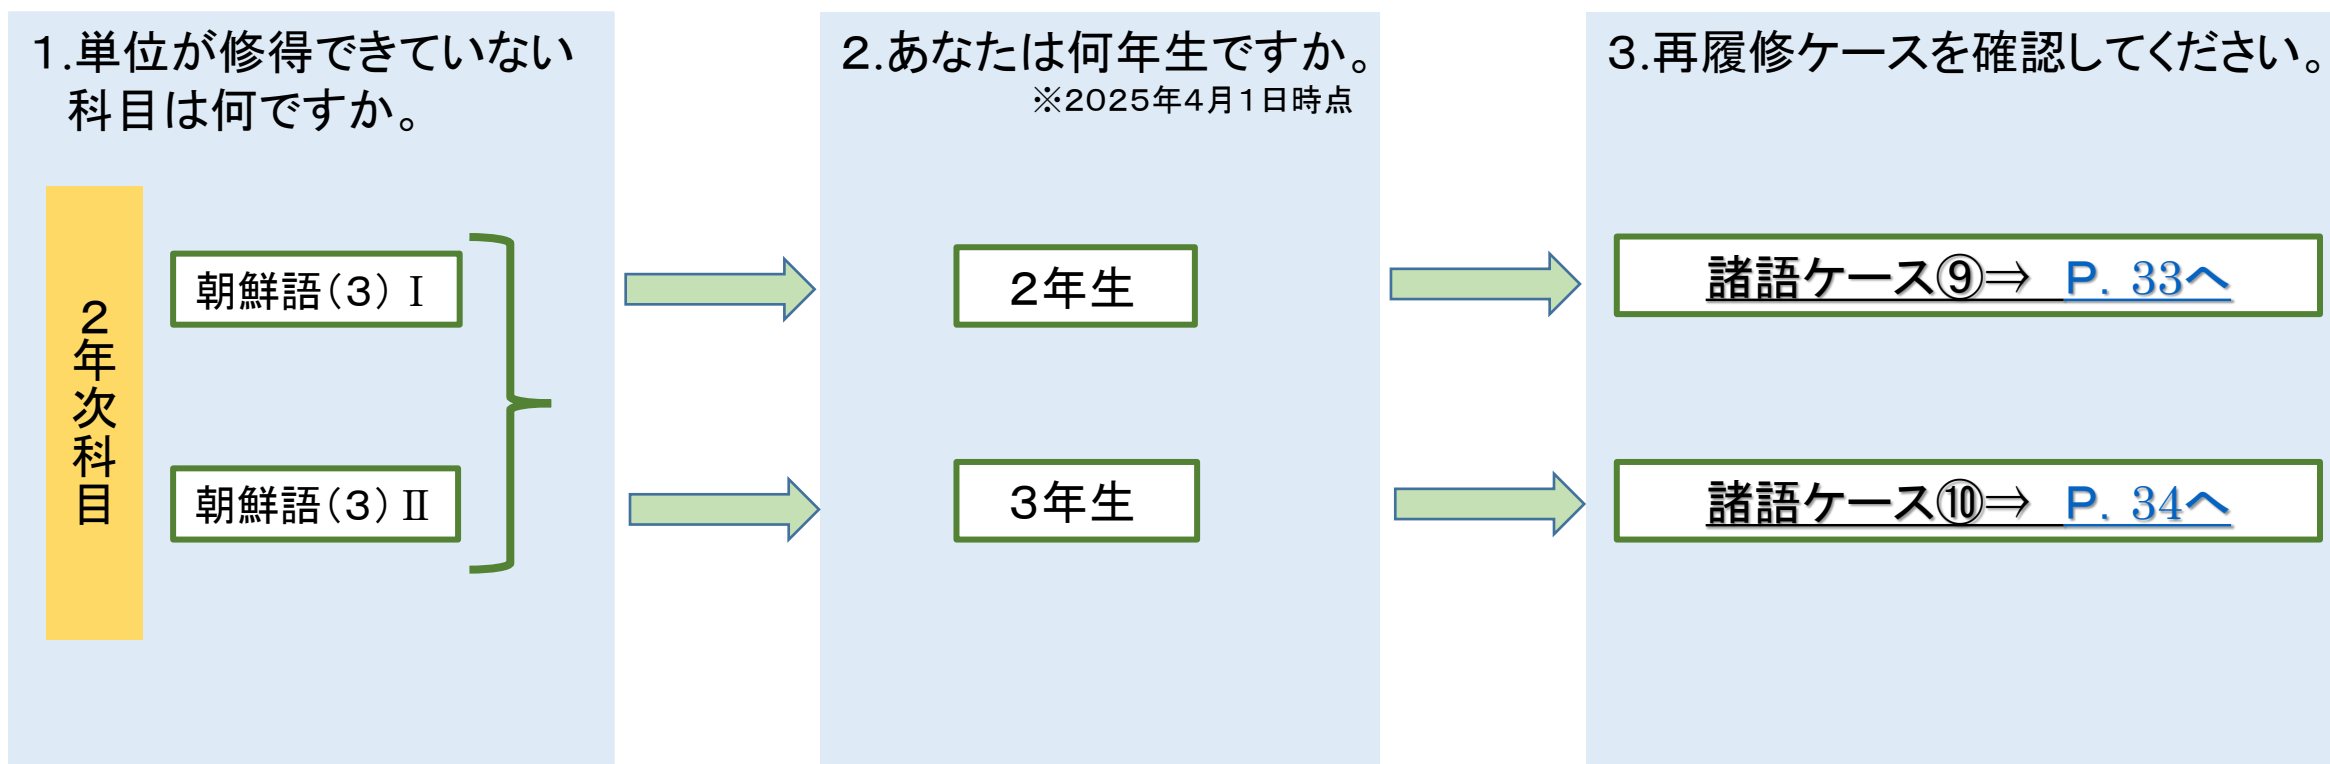 1.単位が修得できていない
科目は何ですか。
2年次科目
朝鮮語(3)Ⅰ
朝鮮語(3)Ⅱ
2.あなたは何年生ですか。
※2025年4月1日時点
2年生
3年生
3.再履修ケースを確認してください。
諸語ケース⑨⇒ P. 33へ
諸語ケース⑩⇒ P. 34へ